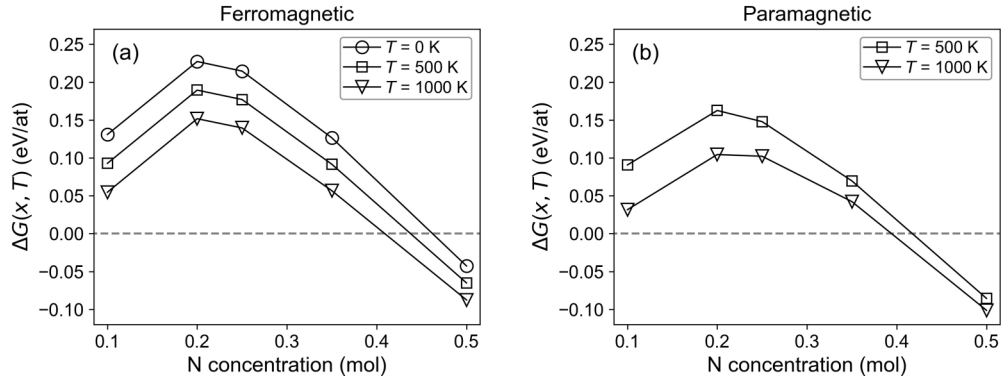 Ferromagnetic
(a)
T = 0 K
T = 500 K
T = 1000 K
0.25
0.20
0.15
0.10
0.05
0.00
−0.05
−0.10
ΔG(x, T) (eV/at)
0.1 0.2 0.3 0.4 0.5
N concentration (mol)
Paramagnetic
(b)
T = 500 K
T = 1000 K
0.25
0.20
0.15
0.10
0.05
0.00
−0.05
−0.10
ΔG(x, T) (eV/at)
0.1 0.2 0.3 0.4 0.5
N concentration (mol)